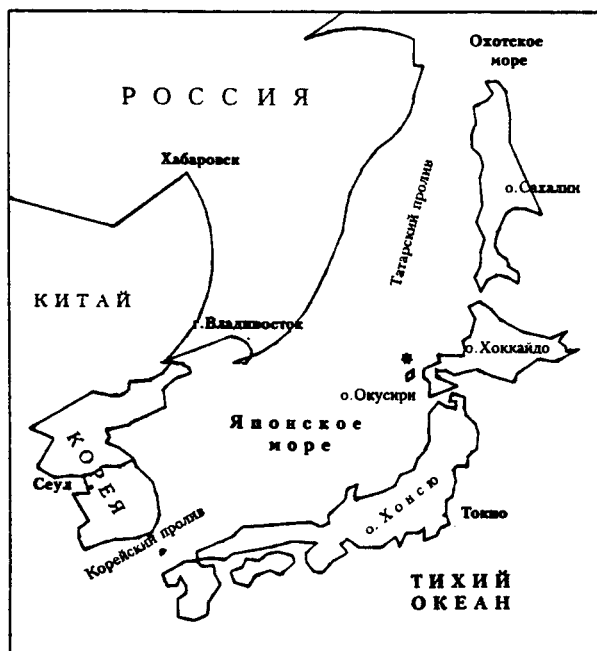 Охотское
море
РОССИЯ
Хабаровск
о.Сахалин
Татарский пролив
КИТАЙ
г.Владивосток
о.Хоккайдо
о.Окусири
Японское
море
КОРЕЯ
Сеул
о.Хонсю
Токио
Корейский пролив
ТИХИЙ
ОКЕАН